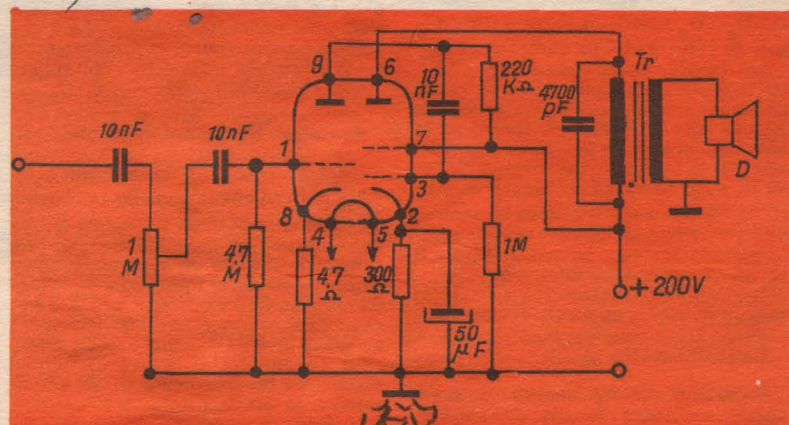 9
6
10
nF
220
KΩ
4700
pF
Tr
D
10nF
10nF
1
7
3
8
4
5
2
1
M
4,7
M
4,7
Ω
300
Ω
1M
50
µF
+200V